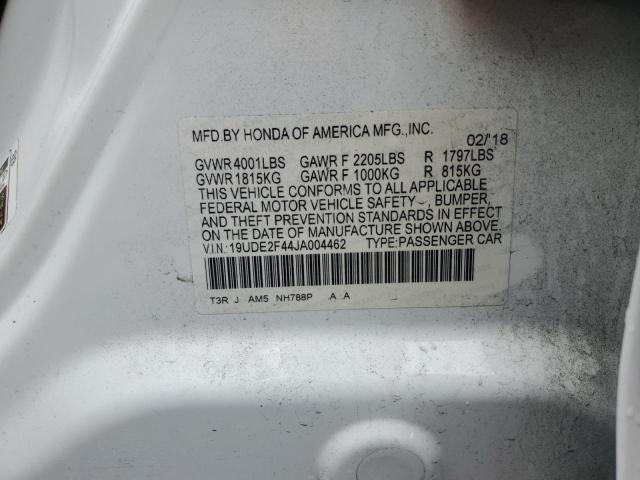 MFD.BY HONDA OF AMERICA MFG.,INC. 02/'18
GVWR 4001LBS GAWR F 2205LBS R 1797LBS
GVWR 1815KG GAWR F 1000KG R 815KG
THIS VEHICLE CONFORMS TO ALL APPLICABLE
FEDERAL MOTOR VEHICLE SAFETY , BUMPER,
AND THEFT PREVENTION STANDARDS IN EFFECT
ON THE DATE OF MANUFACTURE SHOWN ABOVE.
V.I.N.:19UDE2F44JA004462 TYPE:PASSENGER CAR
T3R J AM5 NH788P A A